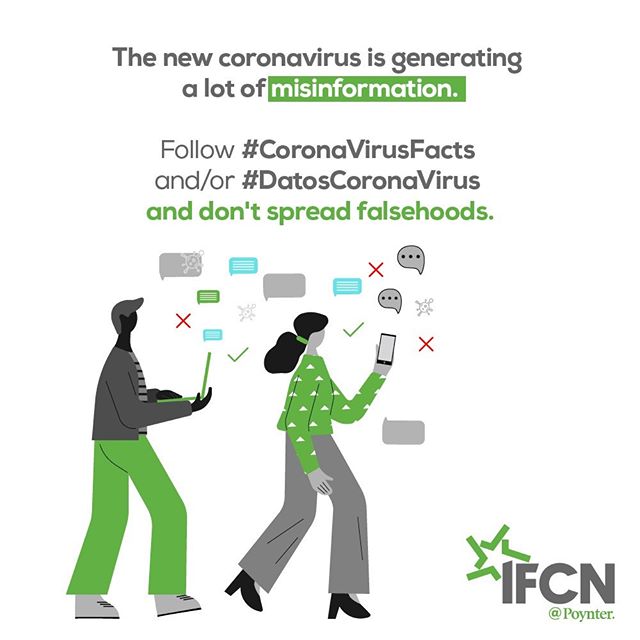 The new coronavirus is generating
a lot of misinformation.
Follow #CoronaVirusFacts
and/or #DatosCoronaVirus
and don't spread falsehoods.
IFCN
@Poynter.